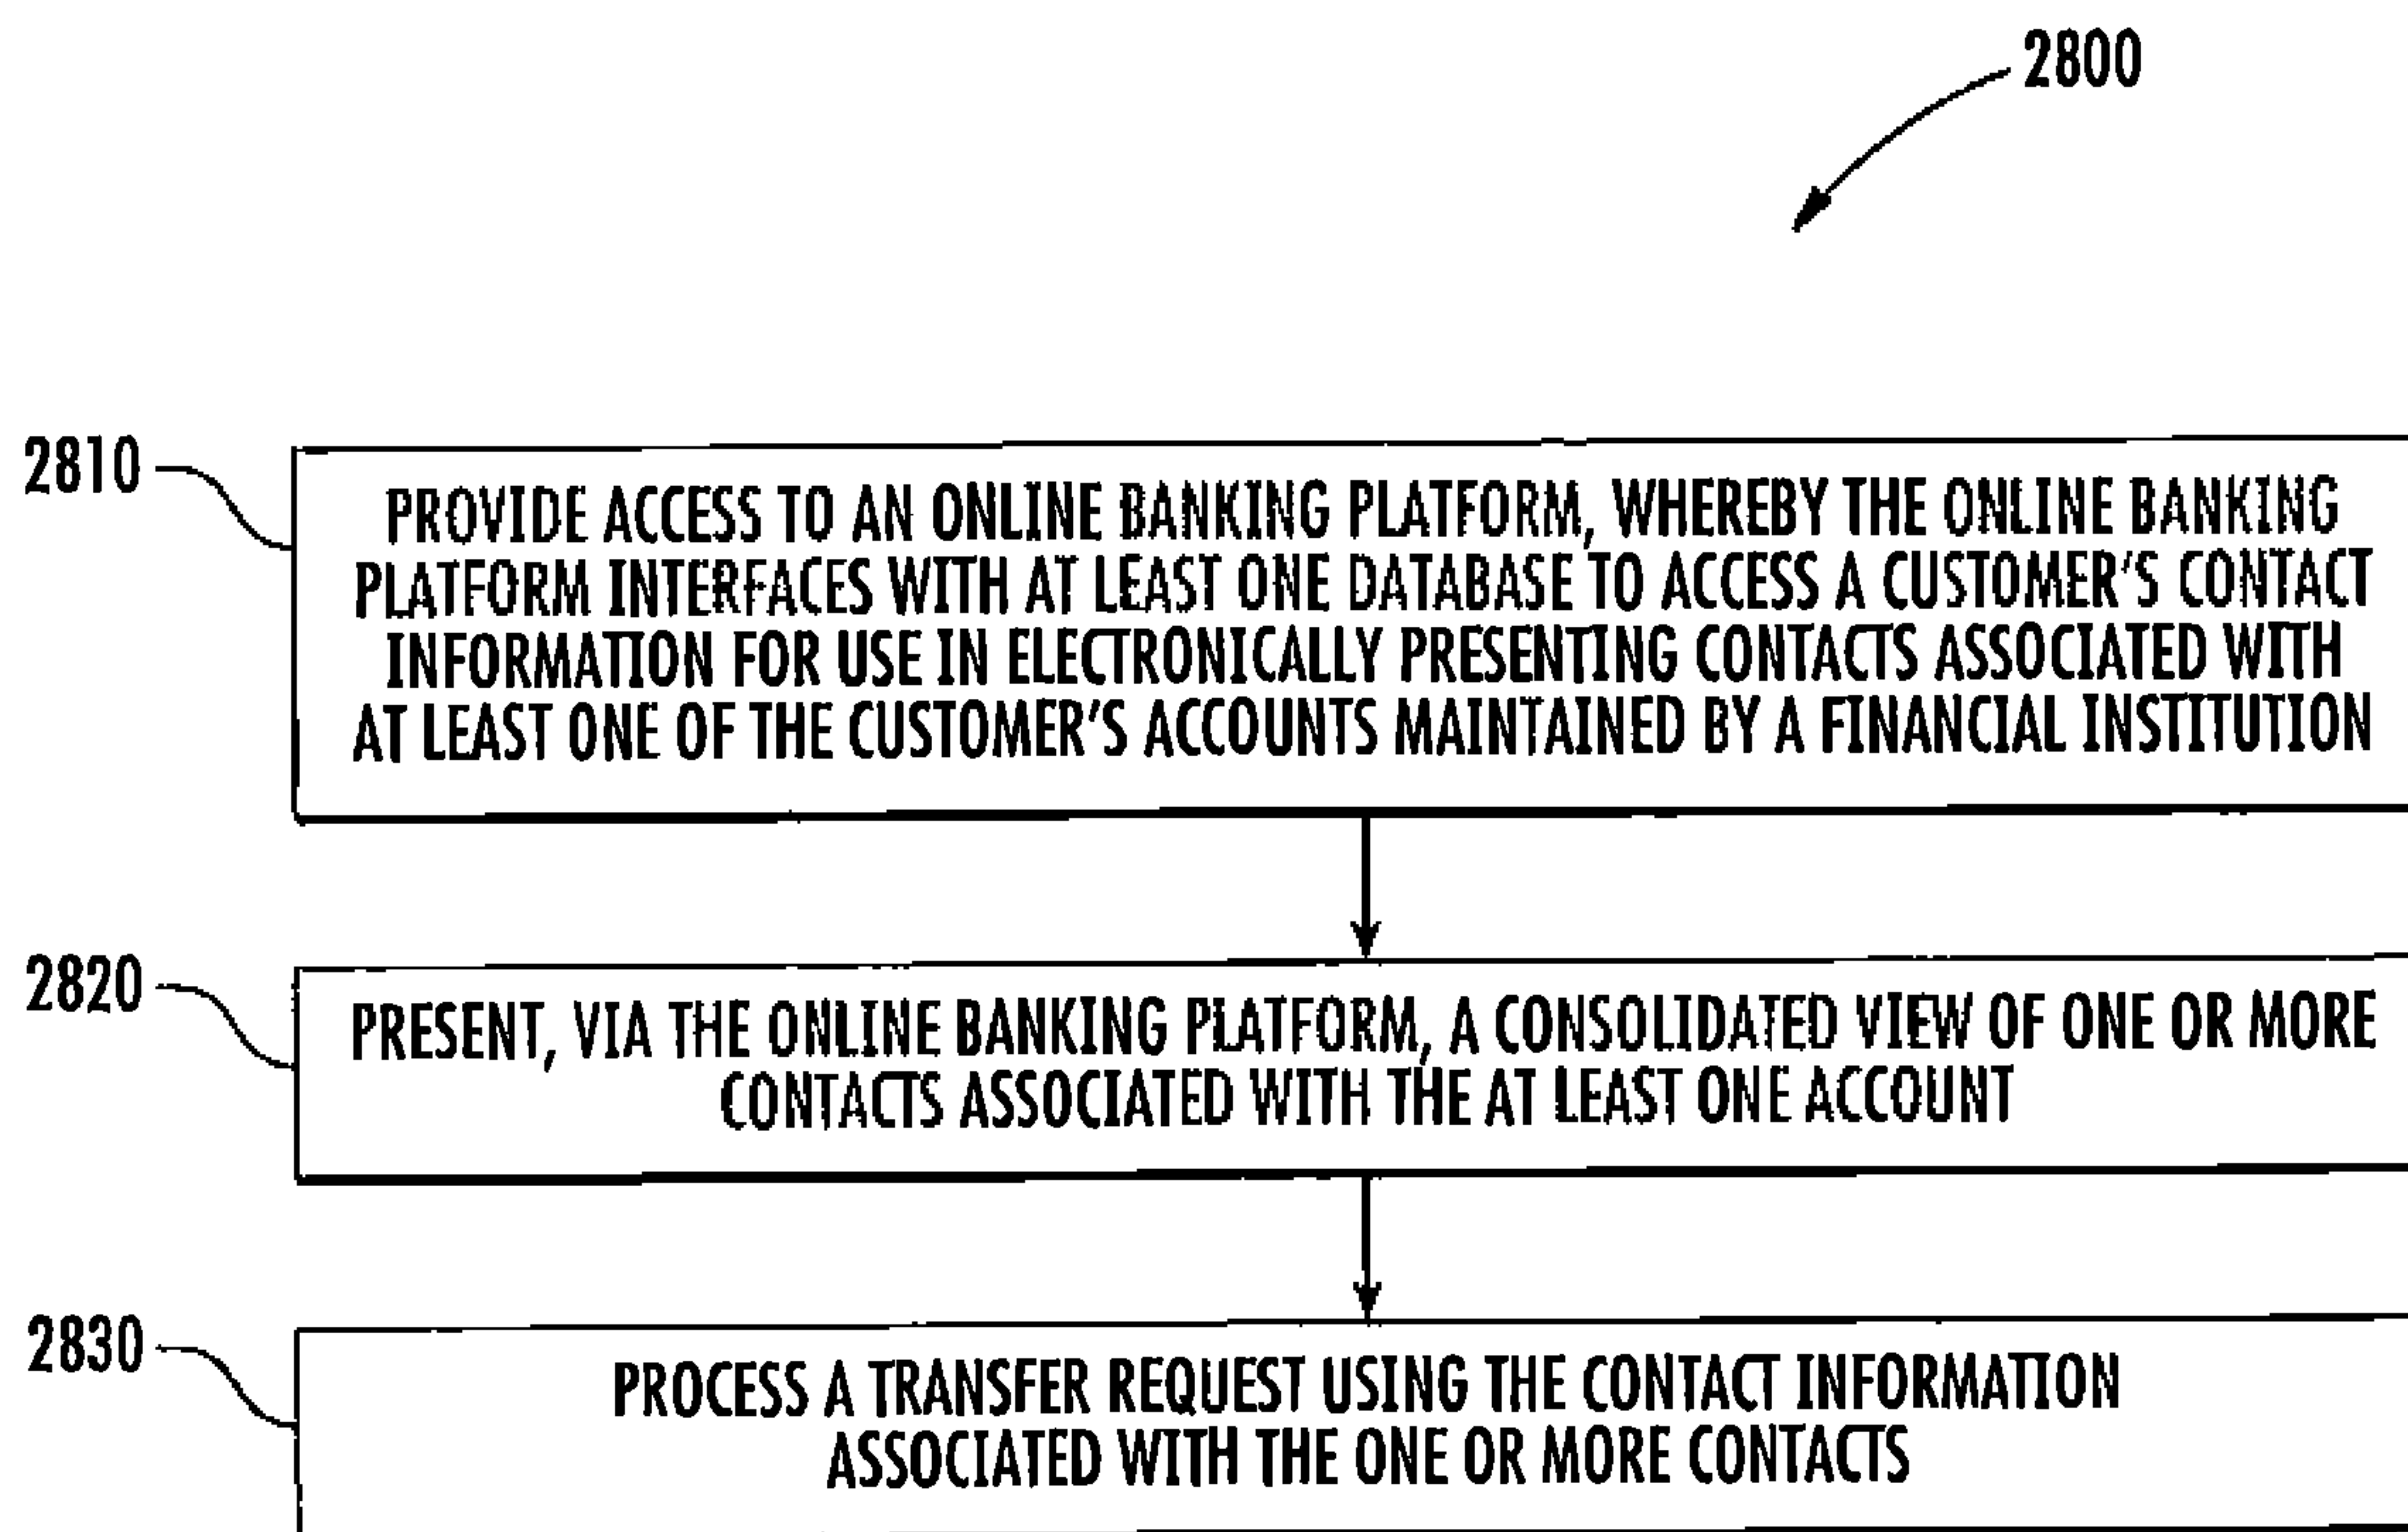 2800
2810
PROVIDE ACCESS TO AN ONLINE BANKING PLATFORM, WHEREBY THE ONLINE BANKING
PLATFORM INTERFACES WITH AT LEAST ONE DATABASE TO ACCESS A CUSTOMER'S CONTACT
INFORMATION FOR USE IN ELECTRONICALLY PRESENTING CONTACTS ASSOCIATED WITH
AT LEAST ONE OF THE CUSTOMER'S ACCOUNTS MAINTAINED BY A FINANCIAL INSTITUTION
2820
PRESENT, VIA THE ONLINE BANKING PLATFORM, A CONSOLIDATED VIEW OF ONE OR MORE
CONTACTS ASSOCIATED WITH THE AT LEAST ONE ACCOUNT
2830
PROCESS A TRANSFER REQUEST USING THE CONTACT INFORMATION
ASSOCIATED WITH THE ONE OR MORE CONTACTS